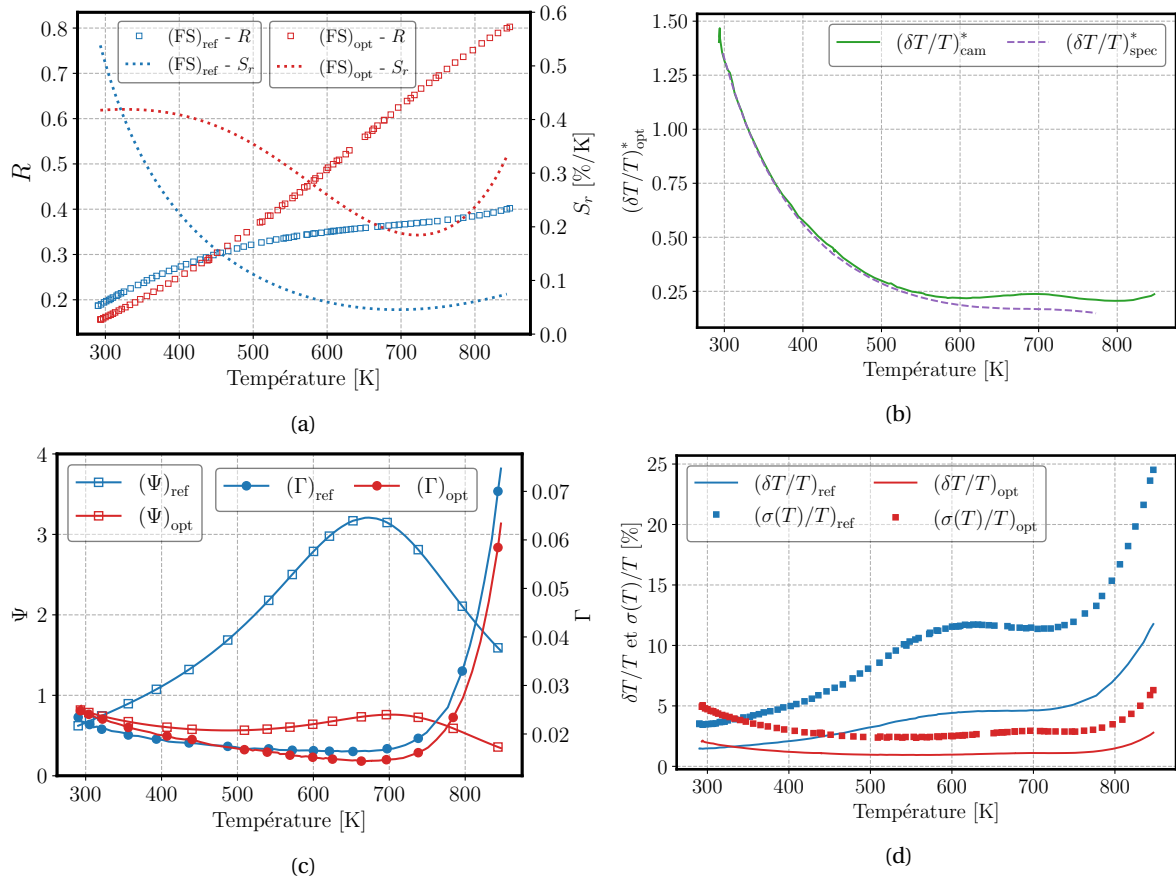 (FS)ref - R
(FS)ref - Sr
(FS)opt - R
(FS)opt - Sr
0.8
0.7
0.6
0.5
0.4
0.3
0.2
R
0.6
0.5
0.4
0.3
0.2
0.1
0.0
Sr [%/K]
300 400 500 600 700 800
Température [K]
(a)
(δT/T)*cam (δT/T)*spec
1.50
1.25
1.00
0.75
0.50
0.25
(δT/T)*opt
300 400 500 600 700 800
Température [K]
(b)
(Ψ)ref
(Ψ)opt
(Γ)ref (Γ)opt
4
3
2
1
0
Ψ
0.07
0.06
0.05
0.04
0.03
0.02
Γ
300 400 500 600 700 800
Température [K]
(c)
(δT/T)ref
(σ(T)/T)ref
(δT/T)opt
(σ(T)/T)opt
25
20
15
10
5
0
δT/T et σ(T)/T [%]
300 400 500 600 700 800
Température [K]
(d)